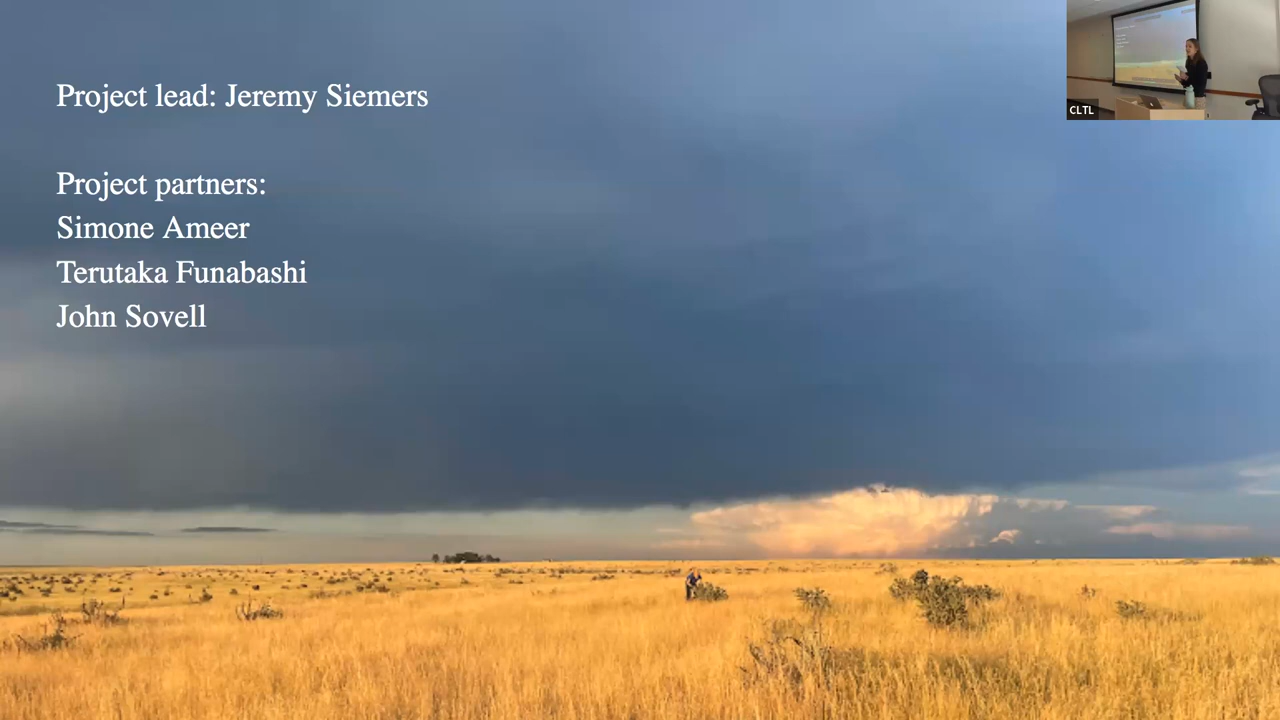 Project lead: Jeremy Siemers
Project partners:
Simone Ameer
Terutaka Funabashi
John Sovell
CLTL